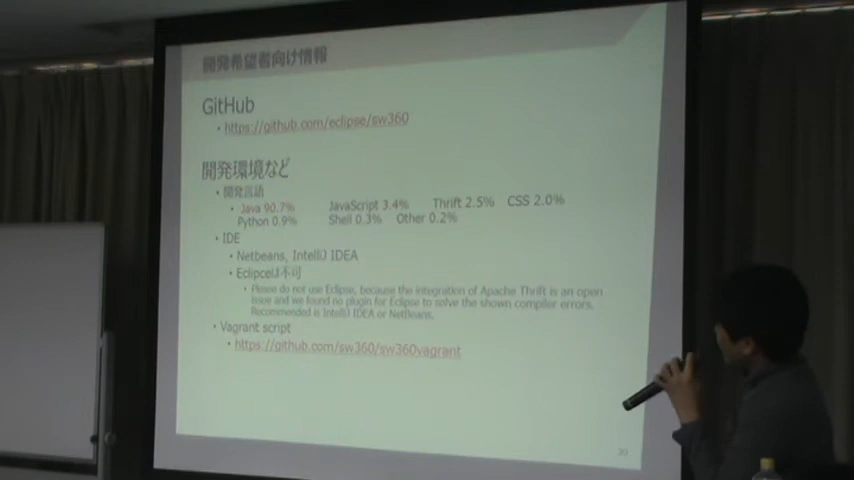 開発希望者向け情報
GitHub
・https://github.com/eclipse/sw360
開発環境など
・開発言語
・Java 90.7% JavaScript 3.4% Thrift 2.5% CSS 2.0%
Python 0.9% Shell 0.3% Other 0.2%
・IDE
・Netbeans, IntelliJ IDEA
・Eclipceは不可
・Please do not use Eclipse, because the integration of Apache Thrift is an open
issue and we found no plugin for Eclipse to solve the shown compiler errors.
Recommended is IntelliJ IDEA or NetBeans.
・Vagrant script
・https://github.com/sw360/sw360vagrant